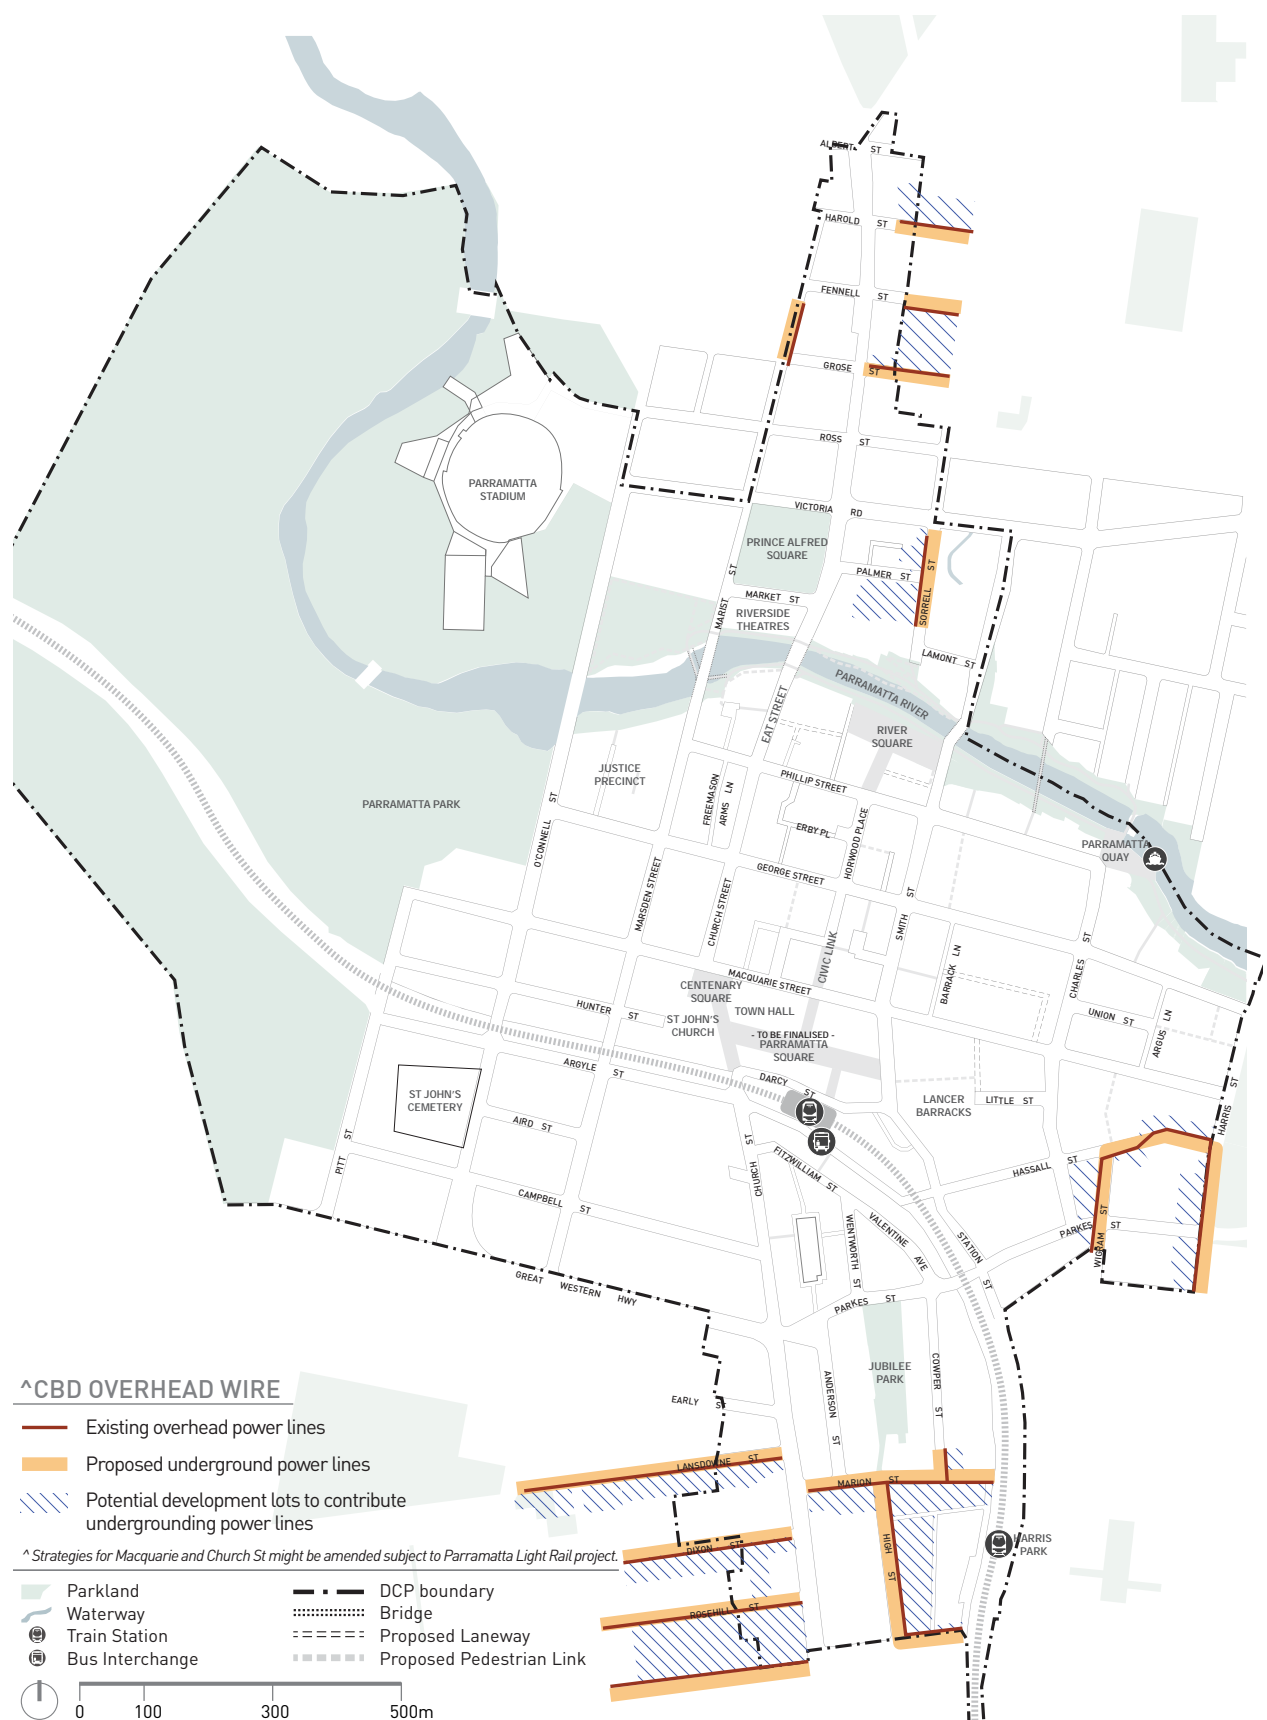 ALBERT ST
HAROLD ST
FENNELL ST
GROSE ST
ROSS ST
VICTORIA RD
PARRAMATTA
STADIUM
PRINCE ALFRED
SQUARE
PALMER ST
SORRELL ST
MARIST ST
MARKET ST
RIVERSIDE
THEATRES
LAMONT ST
PARRAMATTA RIVER
EAT STREET
RIVER
SQUARE
JUSTICE
PRECINCT
PHILLIP STREET
FREEMASON
ARMS LN
PARRAMATTA PARK
O'CONNELL ST
ERBY PL
HORWOOD PLACE
PARRAMATTA
QUAY
GEORGE STREET
MARSDEN STREET
CHURCH STREET
SMITH ST
CIVIC LINK
BARRACK LN
CHARLES ST
MACQUARIE STREET
CENTENARY
SQUARE
TOWN HALL
HUNTER ST
ST JOHN'S
CHURCH
UNION ST
ARGUS LN
- TO BE FINALISED -
PARRAMATTA
SQUARE
ARGYLE ST
DARCY ST
ST JOHN'S
CEMETERY
LANCER
BARRACKS
LITTLE ST
HARRIS ST
AIRD ST
PITT ST
CHURCH ST
FITZWILLIAM ST
HASSALL ST
CAMPBELL ST
WENTWORTH ST
VALENTINE AVE
STATION ST
PARKES ST
WIGRAM ST
GREAT WESTERN HWY
PARKES ST
JUBILEE
PARK
COWPER ST
ANDERSON ST
EARLY ST
LANSDOWNE ST
MARION ST
DIXON ST
HIGH ST
HARRIS
PARK
ROSEHILL ST
^CBD OVERHEAD WIRE
Existing overhead power lines
Proposed underground power lines
Potential development lots to contribute
undergrounding power lines
^ Strategies for Macquarie and Church St might be amended subject to Parramatta Light Rail project.
Parkland
Waterway
Train Station
Bus Interchange
DCP boundary
Bridge
Proposed Laneway
Proposed Pedestrian Link
0 100 300 500m